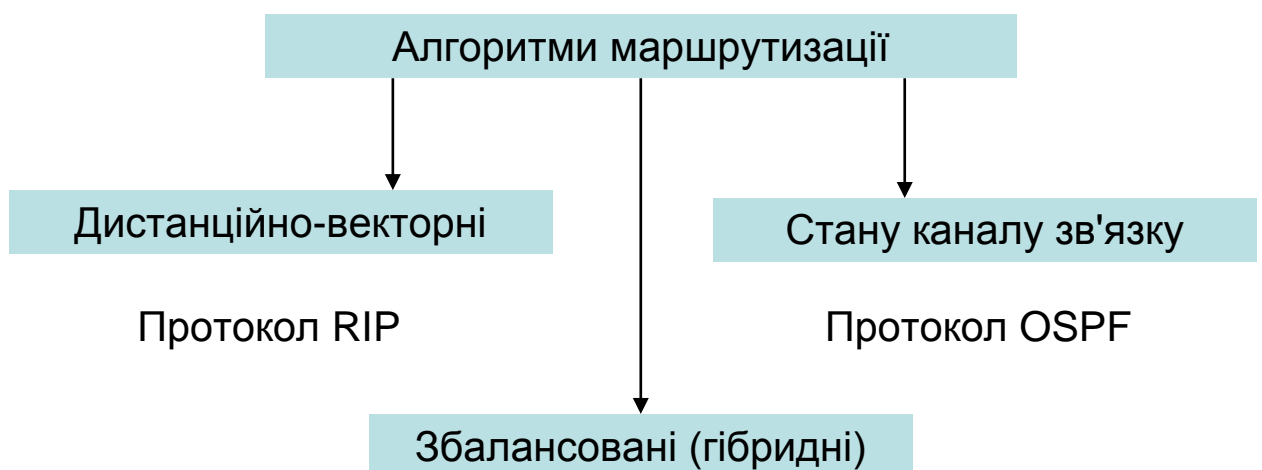 Алгоритми маршрутизації
Дистанційно-векторні
Стану каналу зв'язку
Протокол RIP
Протокол OSPF
Збалансовані (гібридні)